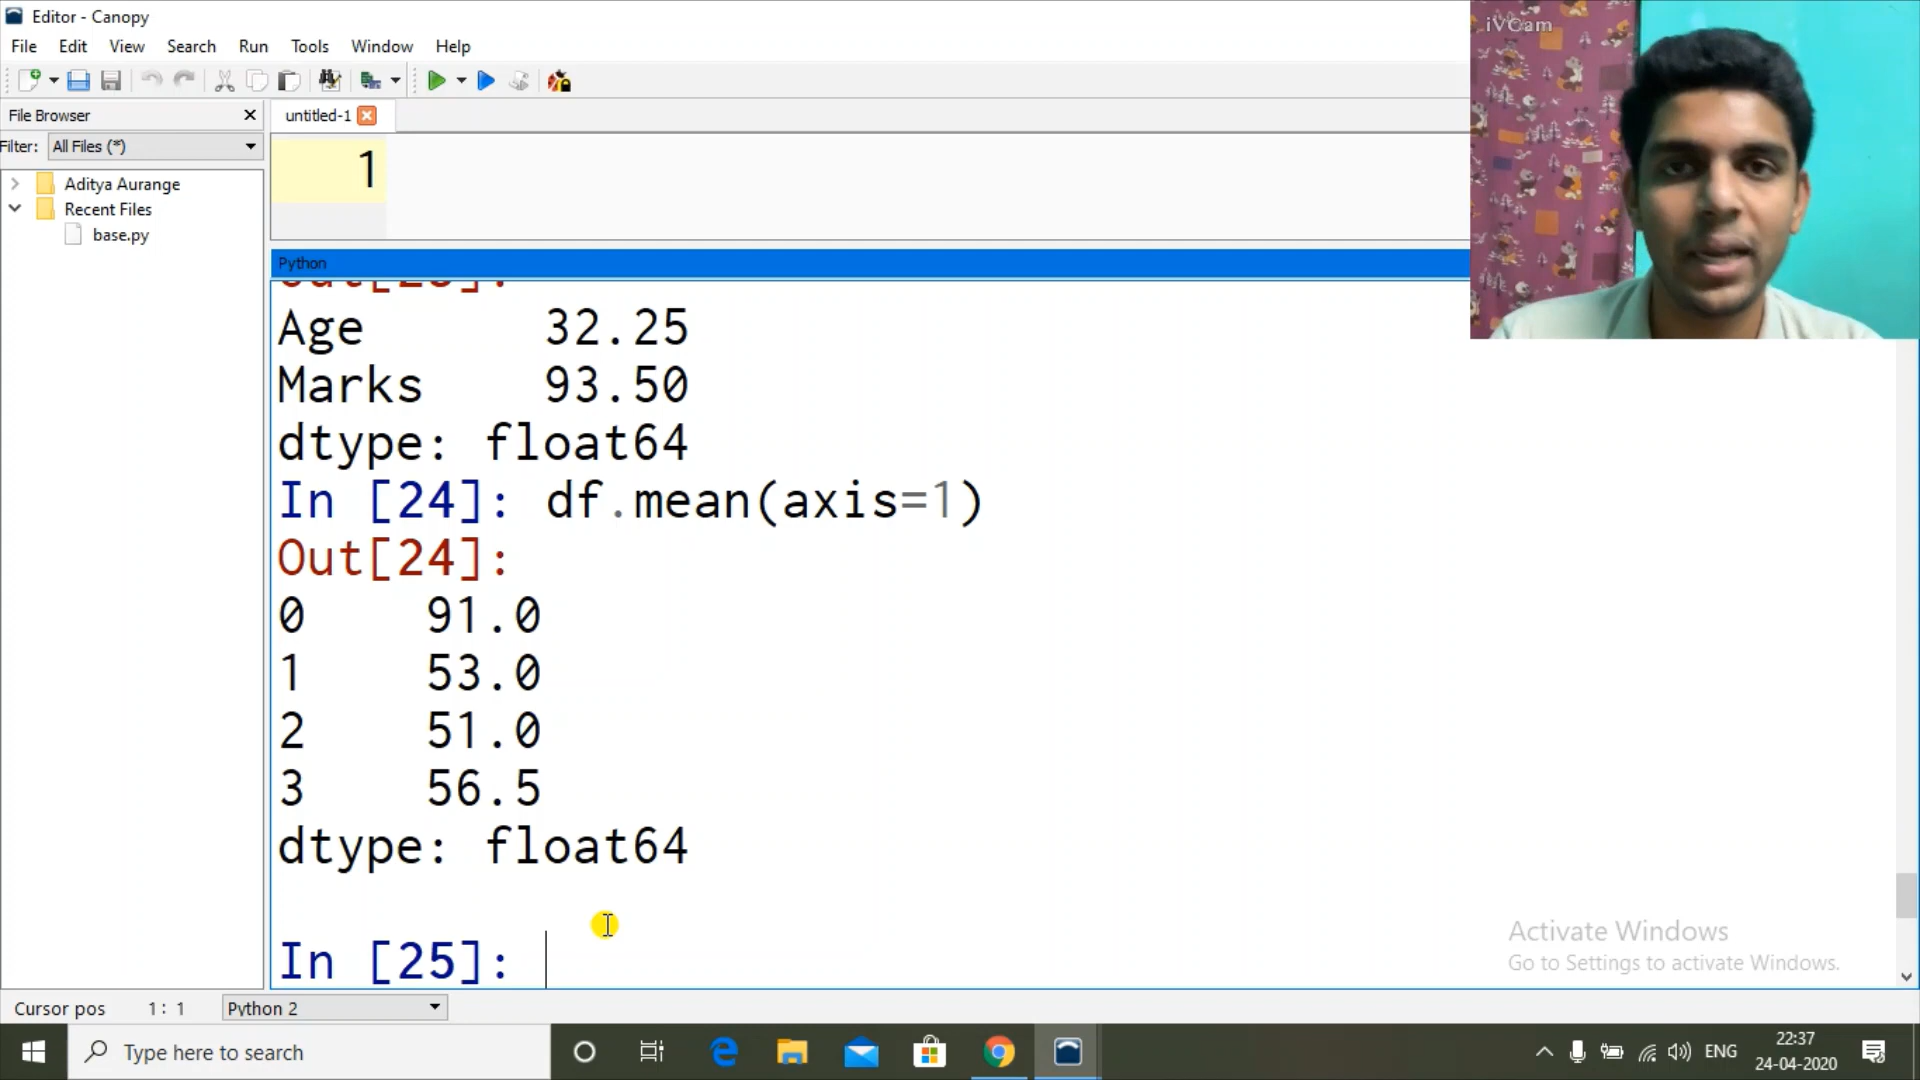 Editor - Canopy
File Edit View Search Run Tools Window Help
File Browser
Filter: All Files (*)
Aditya Aurange
Recent Files
base.py
untitled-1
1
Python
Age 32.25
Marks 93.50
dtype: float64
In [24]: df.mean(axis=1)
Out[24]:
0 91.0
1 53.0
2 51.0
3 56.5
dtype: float64
In [25]:
iVCam
Activate Windows
Go to Settings to activate Windows.
Cursor pos 1: 1 Python 2
Type here to search
ENG
22:37
24-04-2020